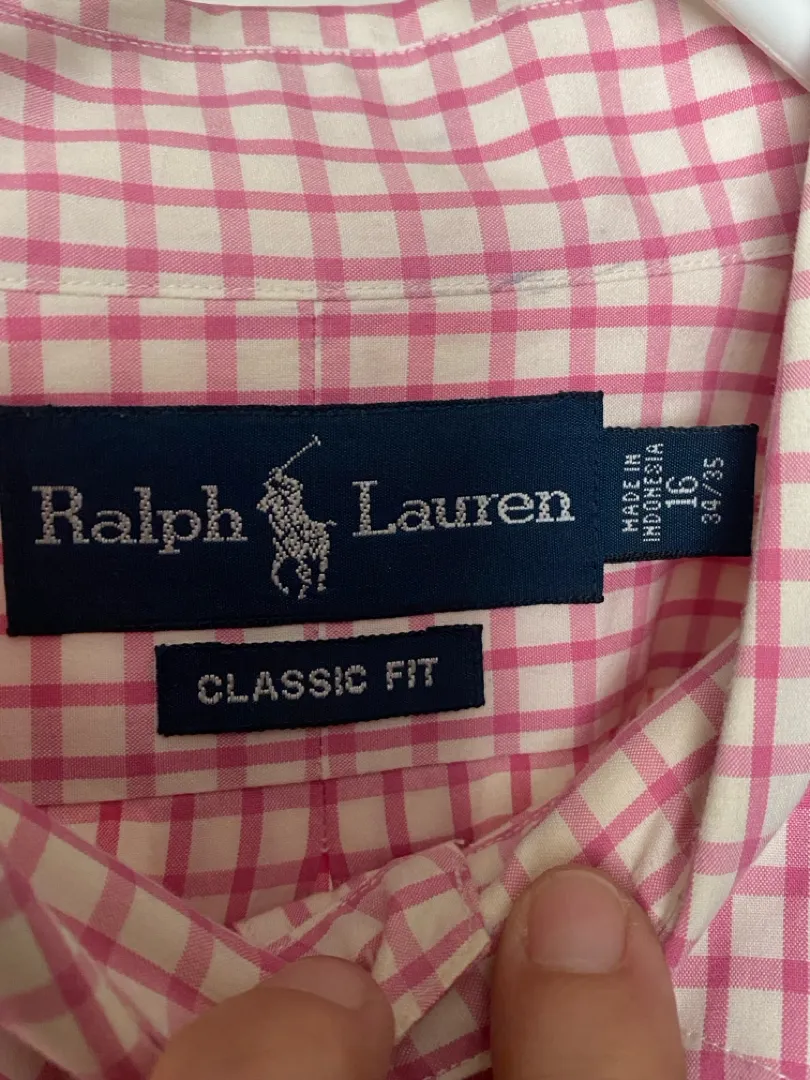 Ralph Lauren
MADE IN
INDONESIA
16
34/35
CLASSIC FIT